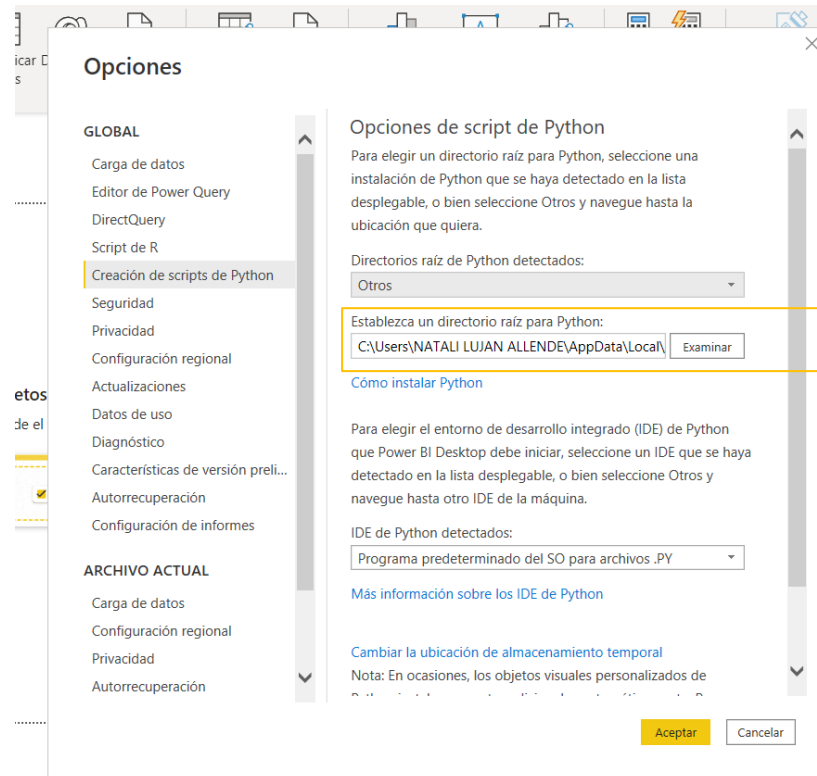 icar D
s
etos
de el
Opciones
GLOBAL
Carga de datos
Editor de Power Query
DirectQuery
Script de R
Creación de scripts de Python
Seguridad
Privacidad
Configuración regional
Actualizaciones
Datos de uso
Diagnóstico
Características de versión preli...
Autorrecuperación
Configuración de informes
ARCHIVO ACTUAL
Carga de datos
Configuración regional
Privacidad
Autorrecuperación
Opciones de script de Python
Para elegir un directorio raíz para Python, seleccione una
instalación de Python que se haya detectado en la lista
desplegable, o bien seleccione Otros y navegue hasta la
ubicación que quiera.
Directorios raíz de Python detectados:
Otros
Establezca un directorio raíz para Python:
C:\Users\NATALI LUJAN ALLENDE\AppData\Local\ Examinar
Cómo instalar Python
Para elegir el entorno de desarrollo integrado (IDE) de Python
que Power BI Desktop debe iniciar, seleccione un IDE que se haya
detectado en la lista desplegable, o bien seleccione Otros y
navegue hasta otro IDE de la máquina.
IDE de Python detectados:
Programa predeterminado del SO para archivos .PY
Más información sobre los IDE de Python
Cambiar la ubicación de almacenamiento temporal
Nota: En ocasiones, los objetos visuales personalizados de
Aceptar Cancelar